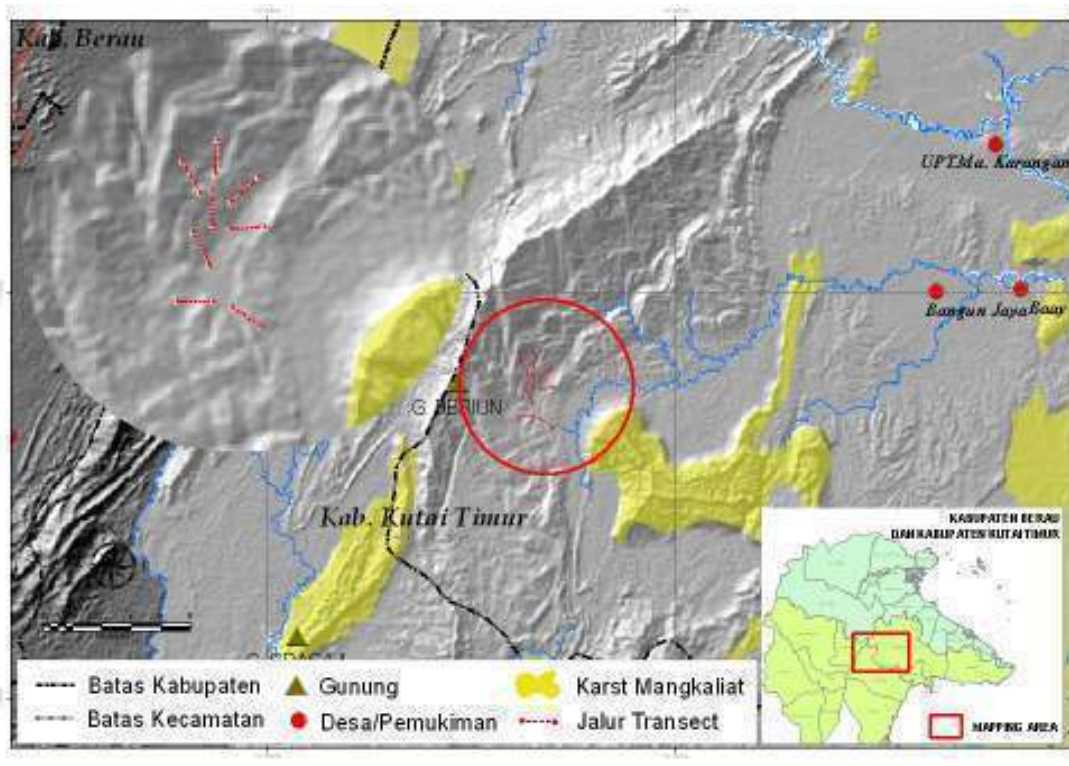 Kab. Berau
UPT.Ma. Karangan
Bangun Jaya
Baay
G. BERIUN
Kab. Kutai Timur
KABUPATEN BERAU
DAN KABUPATEN KUTAI TIMUR
Batas Kabupaten
Gunung
Karst Mangkaliat
Batas Kecamatan
Desa/Pemukiman
Jalur Transect
MAPPING AREA